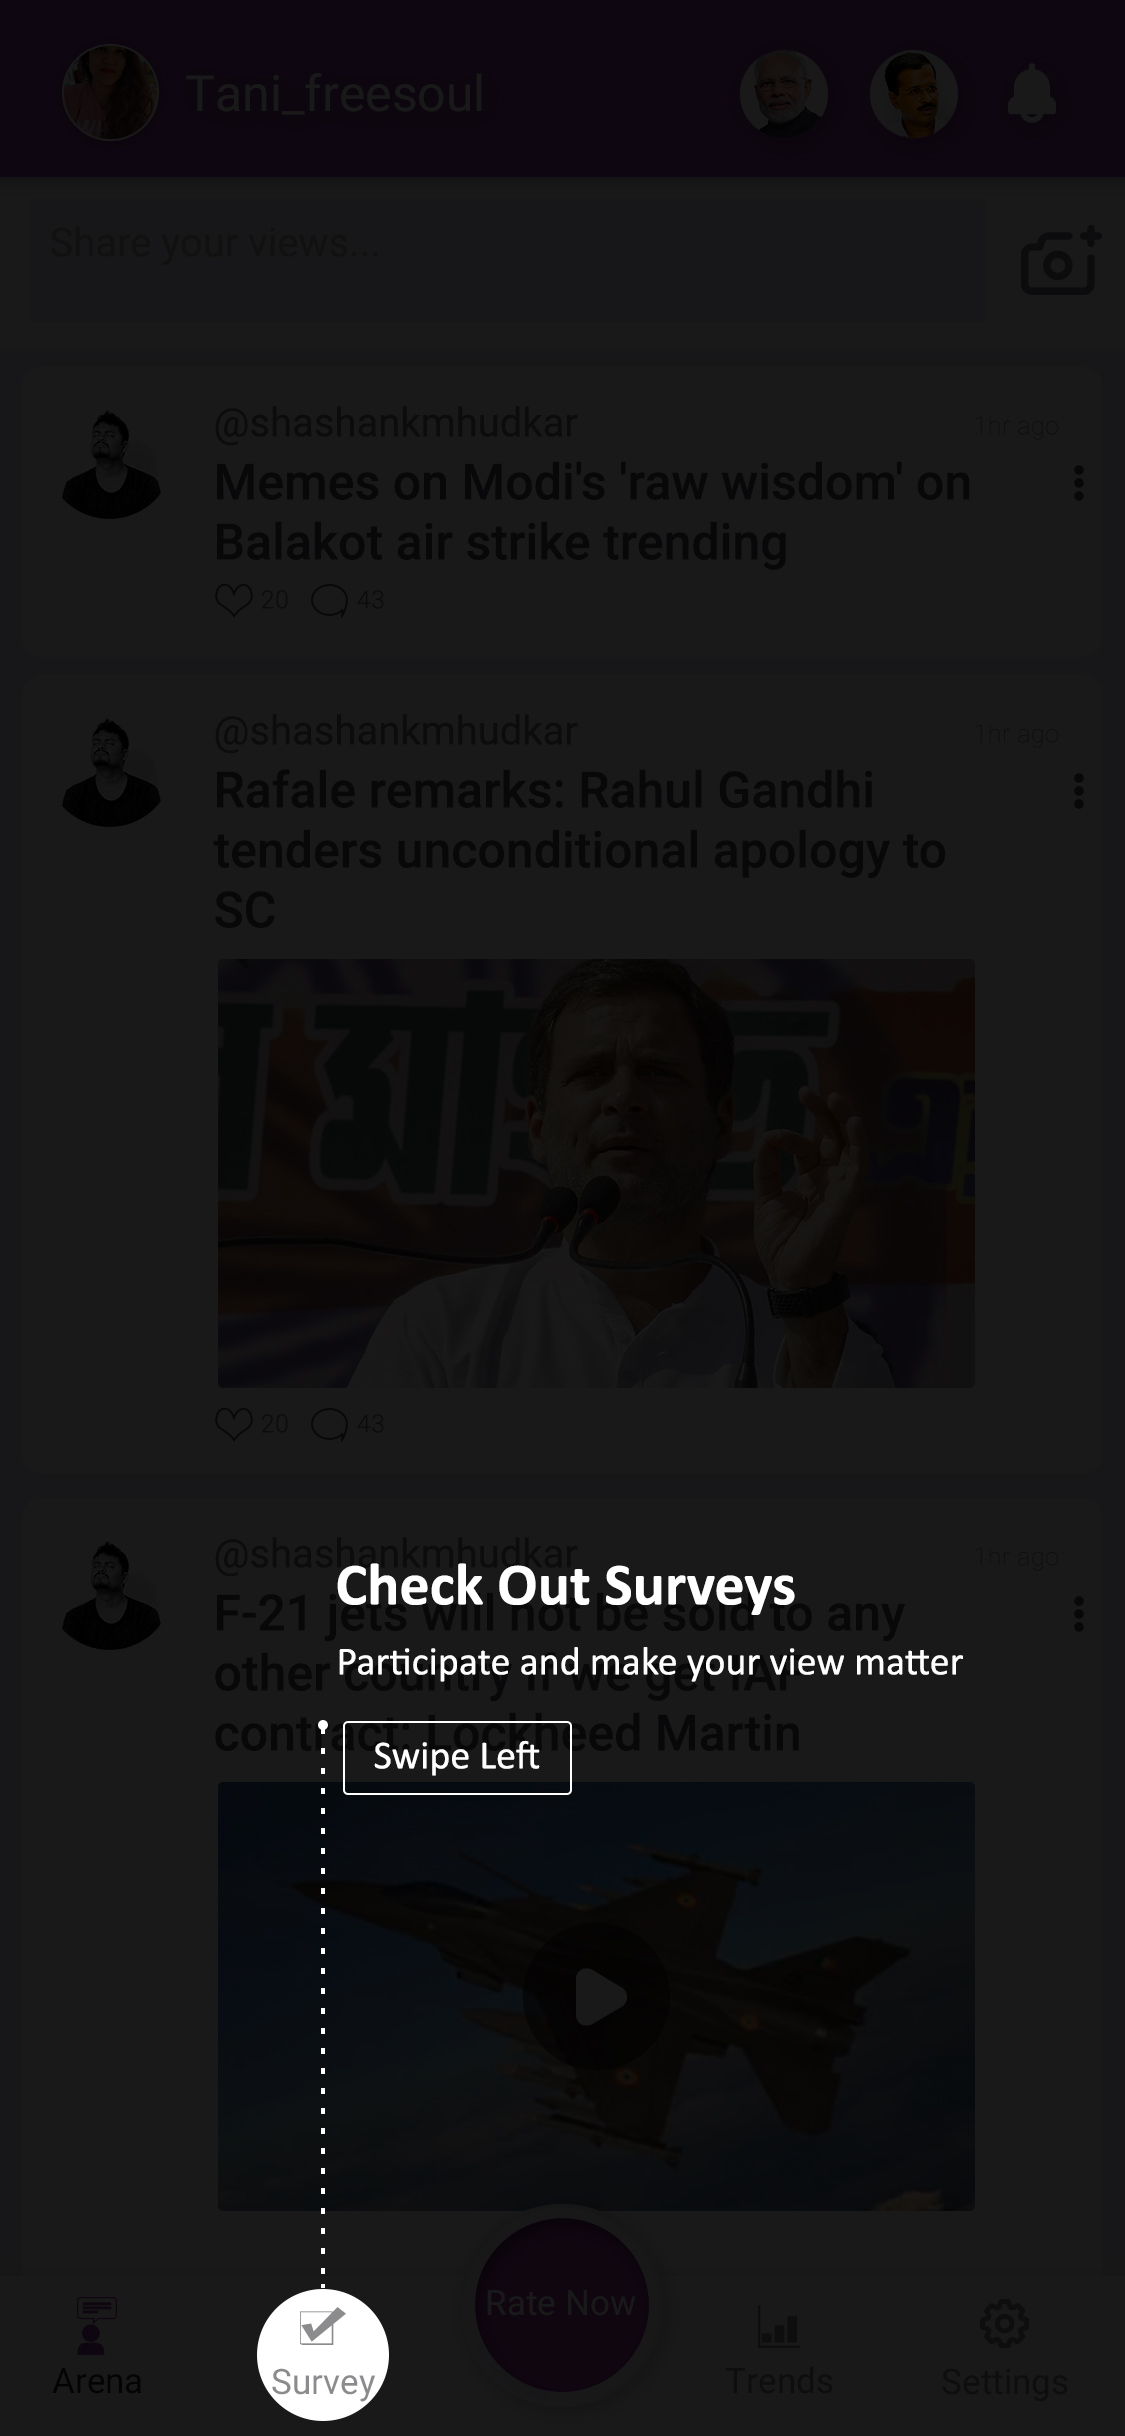 Tani_freesoul
Share your views...
@shashankmhudkar
1hr ago
Memes on Modi's 'raw wisdom' on
Balakot air strike trending
20 43
@shashankmhudkar
1hr ago
Rafale remarks: Rahul Gandhi
tenders unconditional apology to
SC
20 43
@shashankmhudkar
1hr ago
Check Out Surveys
F-21 jets will not be sold to any
Participate and make your view matter
other country if we get IAF
contract: Lockheed Martin
Swipe Left
Rate Now
Arena
Survey
Trends
Settings